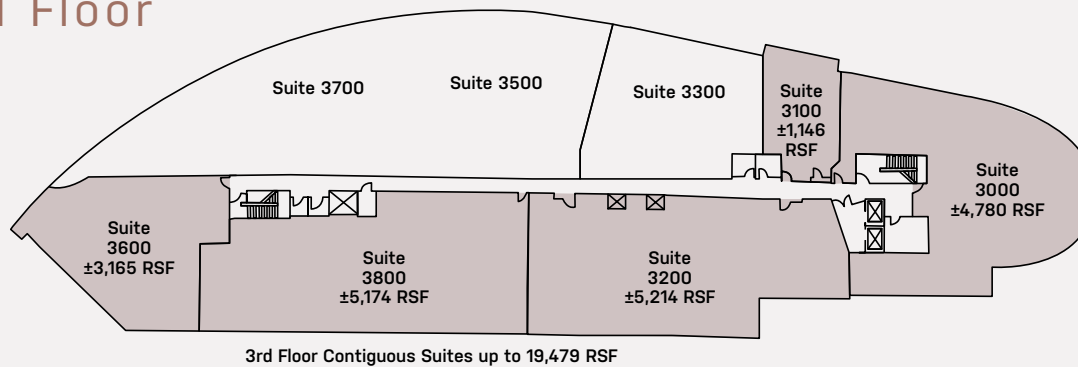 Floor
Suite 3700
Suite 3500
Suite 3300
Suite
3100
±1,146
RSF
Suite
3000
±4,780 RSF
Suite
3600
±3,165 RSF
Suite
3800
±5,174 RSF
Suite
3200
±5,214 RSF
3rd Floor Contiguous Suites up to 19,479 RSF